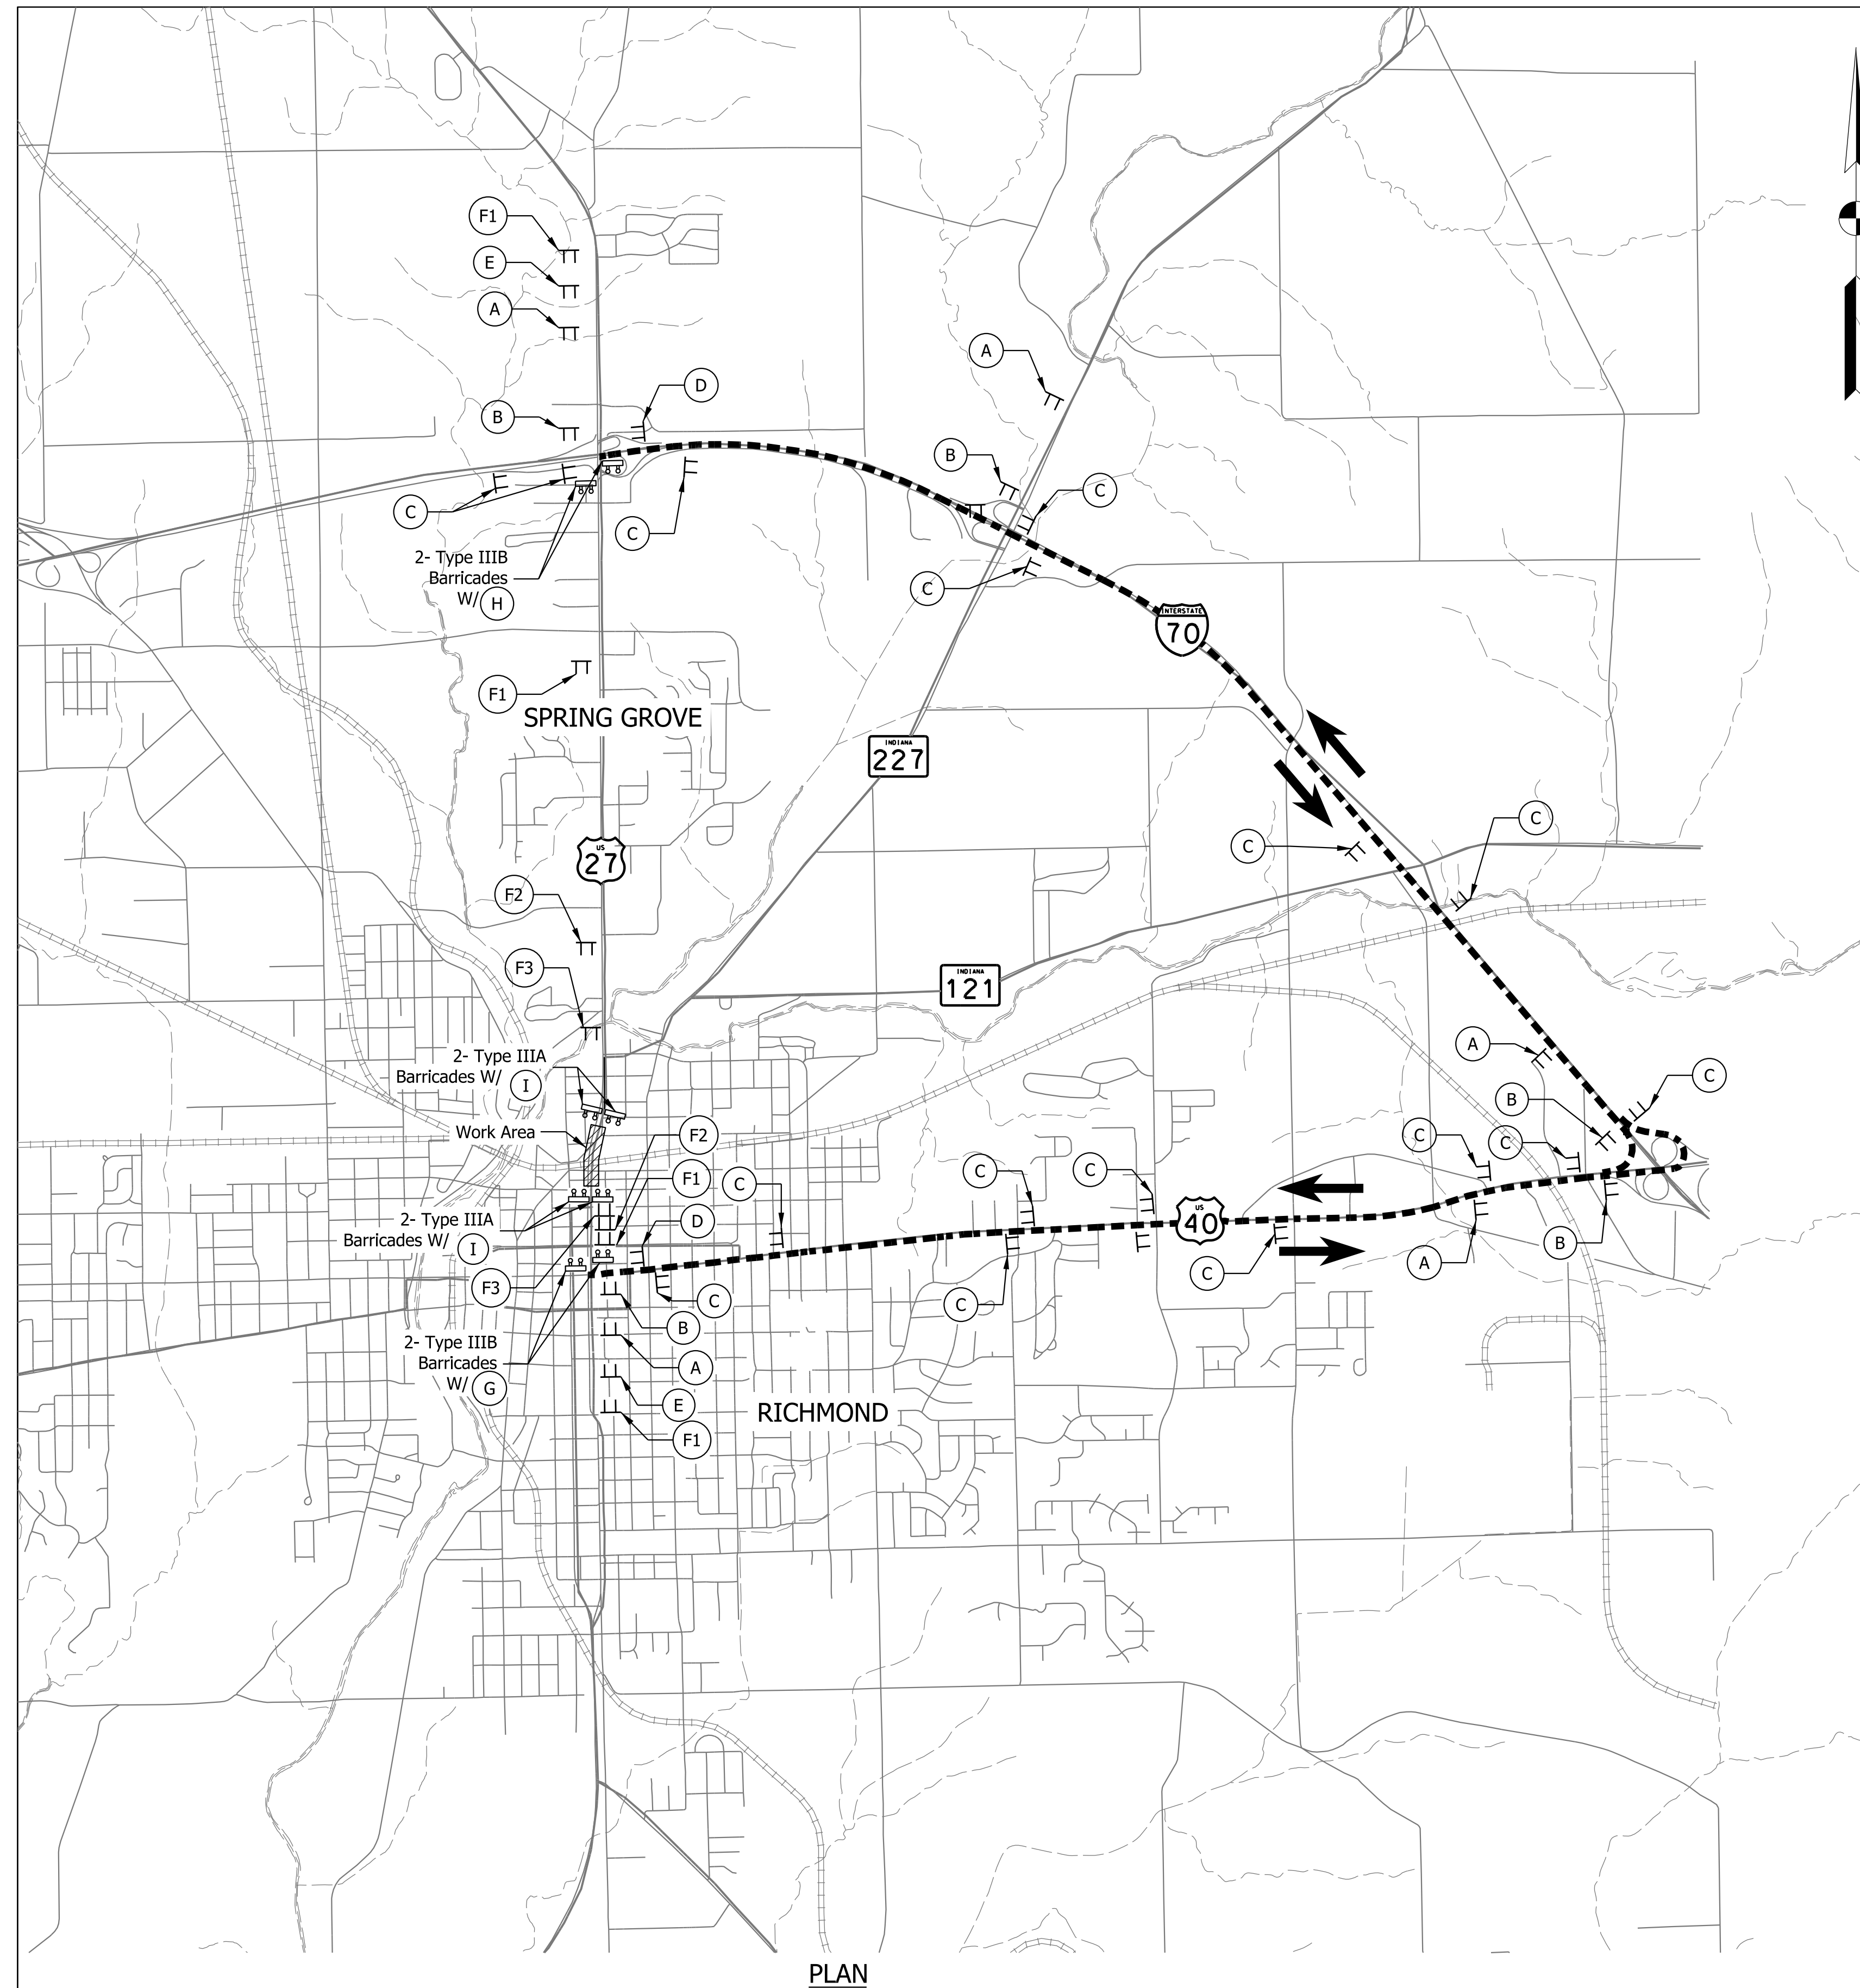 F1
E
A
D
A
B
B
C
C
C
C
2- Type IIIB
Barricades
W/ H
INTERSTATE
70
F1
SPRING GROVE
INDIANA
227
C
C
US
27
F2
F3
INDIANA
121
A
C
2- Type IIIA
Barricades W/ I
B
Work Area
F2
C
C
C
C
F1
C
D
US
40
2- Type IIIA
Barricades W/ I
B
A
C
F3
C
C
B
2- Type IIIB
Barricades
W/ G
A
E
RICHMOND
F1
PLAN